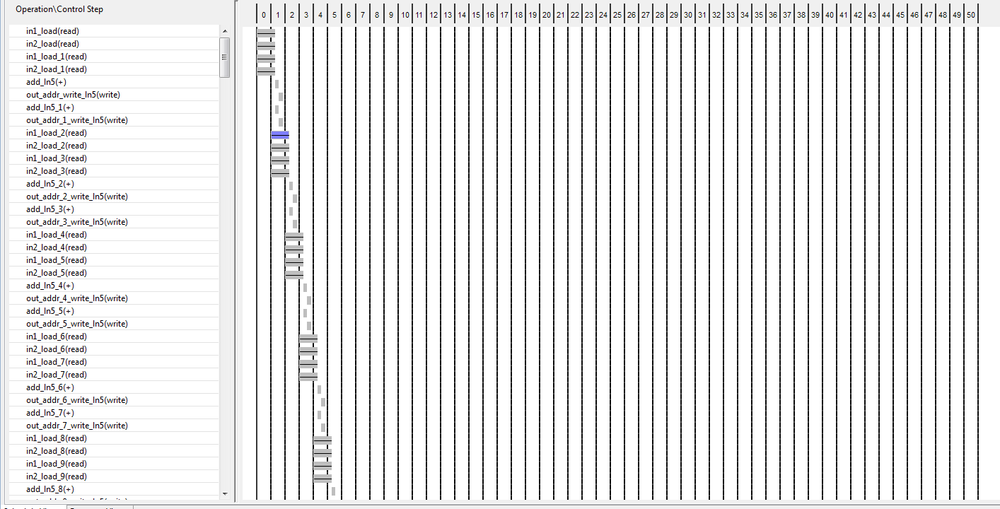 Operation\Control Step 0 1 2 3 4 5 6 7 8 9 10 11 12 13 14 15 16 17 18 19 20 21 22 23 24 25 26 27 28 29 30 31 32 33 34 35 36 37 38 39 40 41 42 43 44 45 46 47 48 49 50
in1_load(read)
in2_load(read)
in1_load_1(read)
in2_load_1(read)
add_ln5(+)
out_addr_write_ln5(write)
add_ln5_1(+)
out_addr_1_write_ln5(write)
in1_load_2(read)
in2_load_2(read)
in1_load_3(read)
in2_load_3(read)
add_ln5_2(+)
out_addr_2_write_ln5(write)
add_ln5_3(+)
out_addr_3_write_ln5(write)
in1_load_4(read)
in2_load_4(read)
in1_load_5(read)
in2_load_5(read)
add_ln5_4(+)
out_addr_4_write_ln5(write)
add_ln5_5(+)
out_addr_5_write_ln5(write)
in1_load_6(read)
in2_load_6(read)
in1_load_7(read)
in2_load_7(read)
add_ln5_6(+)
out_addr_6_write_ln5(write)
add_ln5_7(+)
out_addr_7_write_ln5(write)
in1_load_8(read)
in2_load_8(read)
in1_load_9(read)
in2_load_9(read)
add_ln5_8(+)